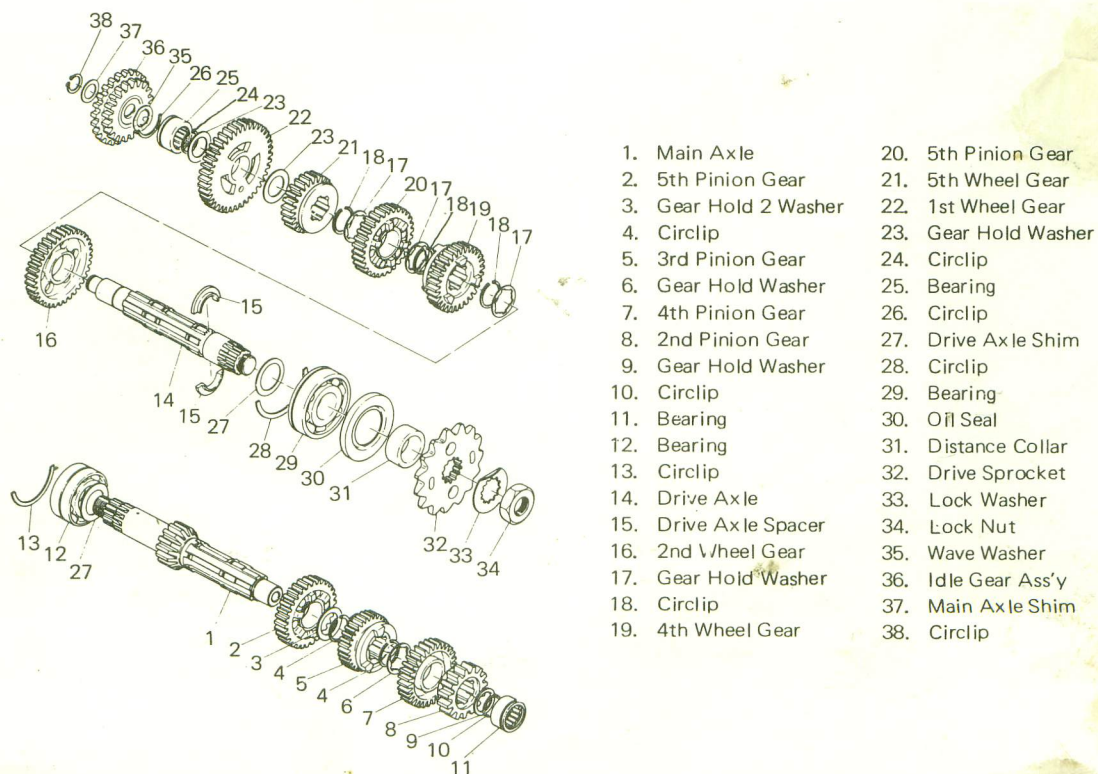 38
37
36
35
26
25
24
23
22
23
21
18
17
20
17
18
19
18
17
16
15
14
15
27
28
29
30
31
32
33
34
13
12
27
1
2
3
4
5
4
6
7
8
9
10
11
1. Main Axle
2. 5th Pinion Gear
3. Gear Hold 2 Washer
4. Circlip
5. 3rd Pinion Gear
6. Gear Hold Washer
7. 4th Pinion Gear
8. 2nd Pinion Gear
9. Gear Hold Washer
10. Circlip
11. Bearing
12. Bearing
13. Circlip
14. Drive Axle
15. Drive Axle Spacer
16. 2nd Wheel Gear
17. Gear Hold Washer
18. Circlip
19. 4th Wheel Gear
20. 5th Pinion Gear
21. 5th Wheel Gear
22. 1st Wheel Gear
23. Gear Hold Washer
24. Circlip
25. Bearing
26. Circlip
27. Drive Axle Shim
28. Circlip
29. Bearing
30. Oil Seal
31. Distance Collar
32. Drive Sprocket
33. Lock Washer
34. Lock Nut
35. Wave Washer
36. Idle Gear Ass'y
37. Main Axle Shim
38. Circlip